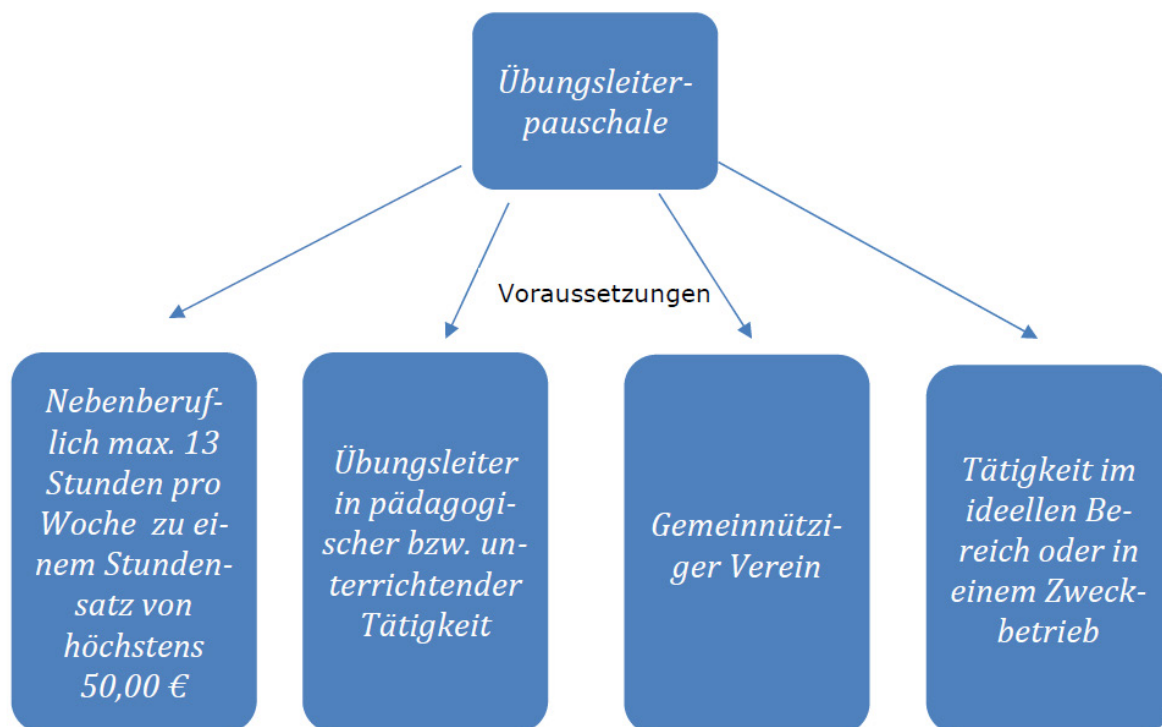 Übungsleiter-
pauschale
Voraussetzungen
Nebenberuf-
lich max. 13
Stunden pro
Woche zu ei-
nem Stunden-
satz von
höchstens
50,00 €
Übungsleiter
in pädagogi-
scher bzw. un-
terrichtender
Tätigkeit
Gemeinnützi-
ger Verein
Tätigkeit im
ideellen Be-
reich oder in
einem Zweck-
betrieb